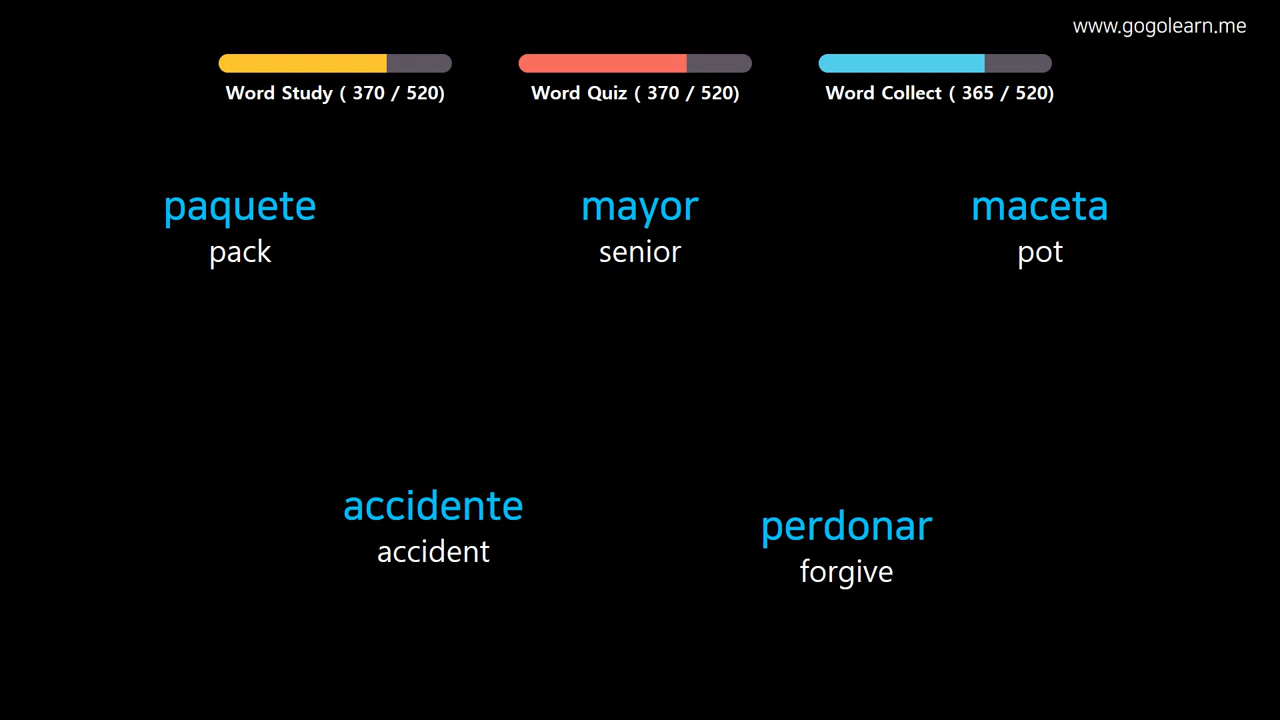 www.gogolearn.me
Word Study ( 370 / 520)
Word Quiz ( 370 / 520)
Word Collect ( 365 / 520)
paquete
pack
mayor
senior
maceta
pot
accidente
accident
perdonar
forgive